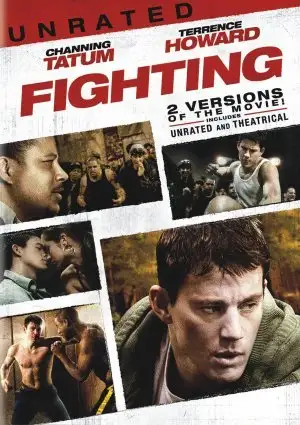 UNRATED
CHANNING TERRENCE
TATUM HOWARD
FIGHTING
2 VERSIONS
OF THE MOVIE!
INCLUDES
UNRATED AND THEATRICAL